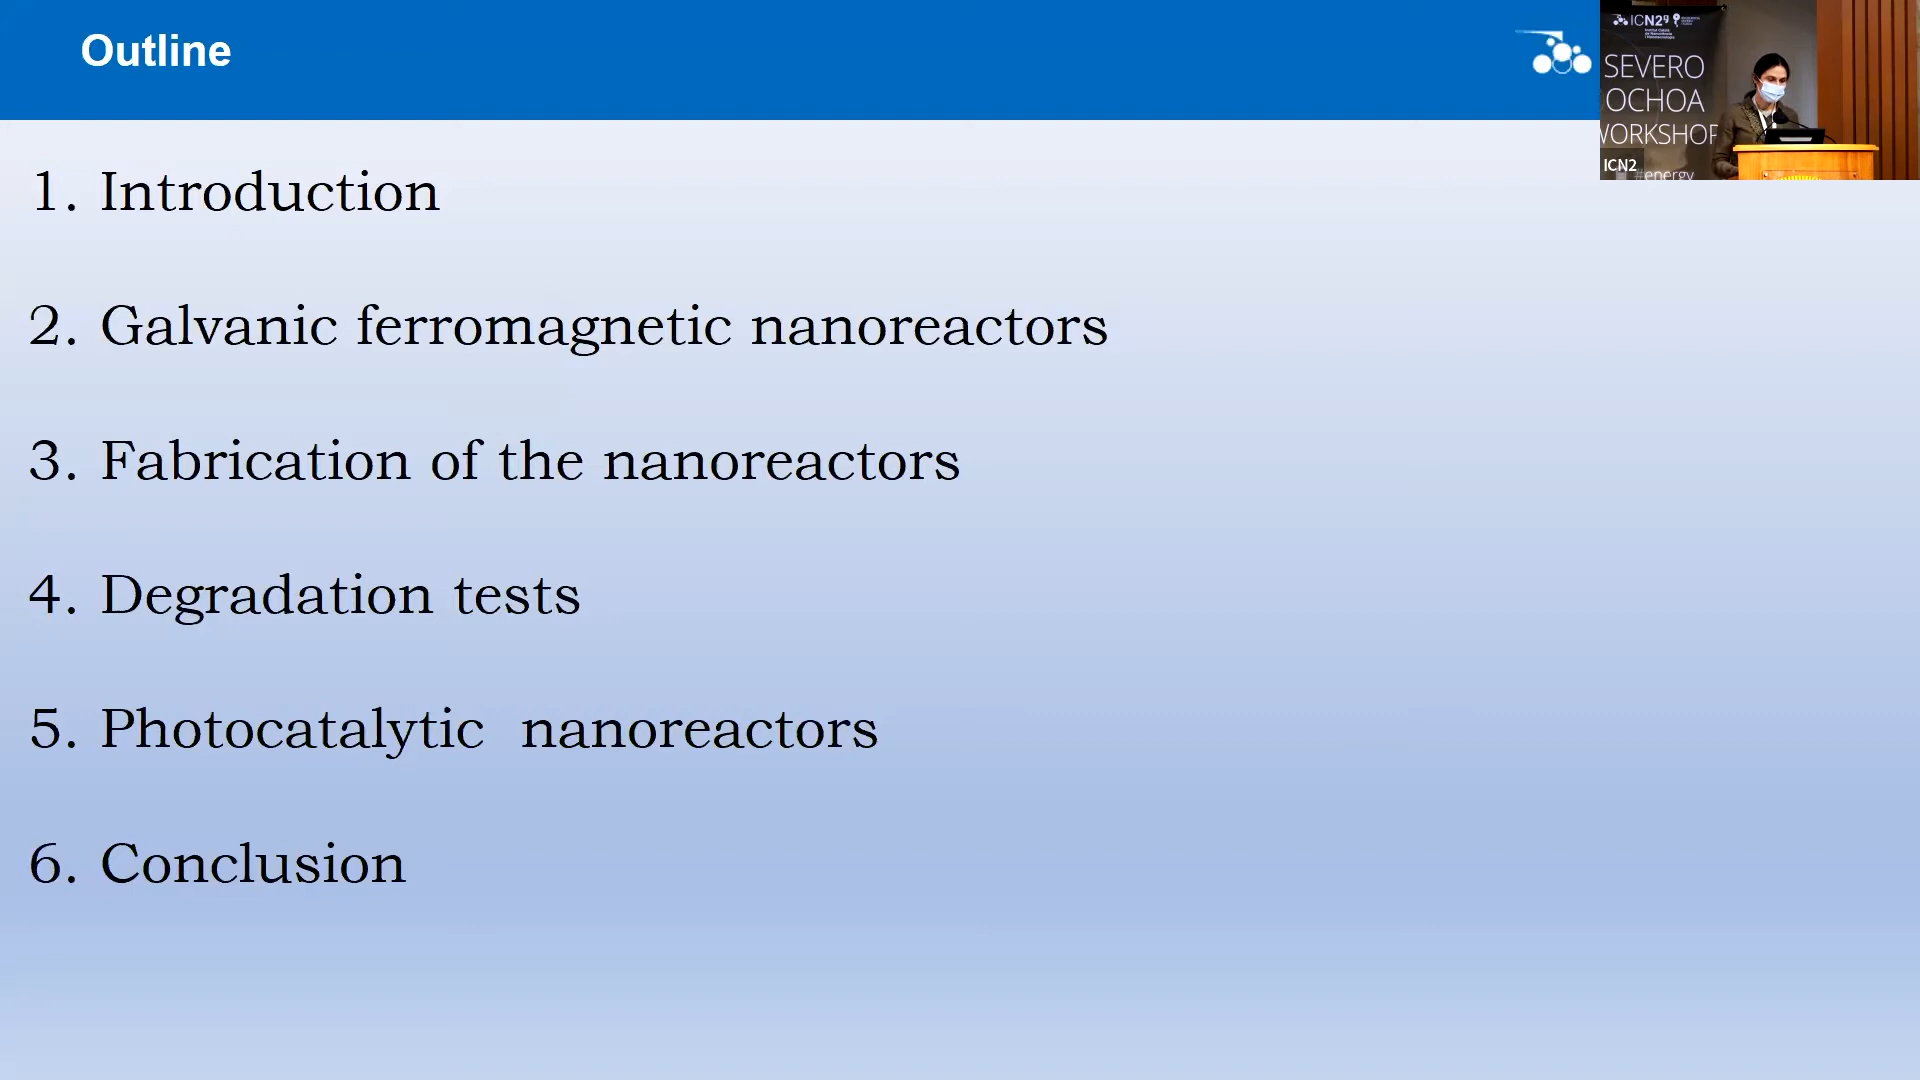 Outline
1. Introduction
2. Galvanic ferromagnetic nanoreactors
3. Fabrication of the nanoreactors
4. Degradation tests
5. Photocatalytic nanoreactors
6. Conclusion
ICN2
SEVERO
OCHOA
WORKSHOP
ICN2
#energy